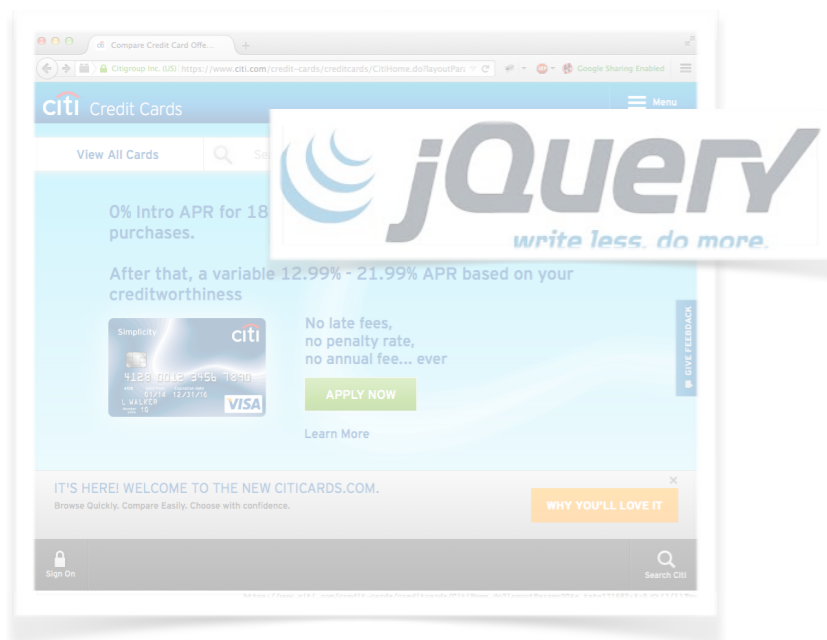 Compare Credit Card Offe...
Citigroup Inc. (US) https://www.citi.com/credit-cards/creditcards/CitiHome.do?layoutPar
Google Sharing Enabled
citi Credit Cards
Menu
View All Cards
jQuery
write less. do more.
0% Intro APR for 18
purchases.
After that, a variable 12.99% - 21.99% APR based on your
creditworthiness
Simplicity
citi
4128 0012 3456 7890
01/14 12/31/16
L WALKER
VISA
No late fees,
no penalty rate,
no annual fee... ever
APPLY NOW
Learn More
GIVE FEEDBACK
IT'S HERE! WELCOME TO THE NEW CITICARDS.COM.
Browse Quickly. Compare Easily. Choose with confidence.
WHY YOU'LL LOVE IT
Sign On
Search Citi